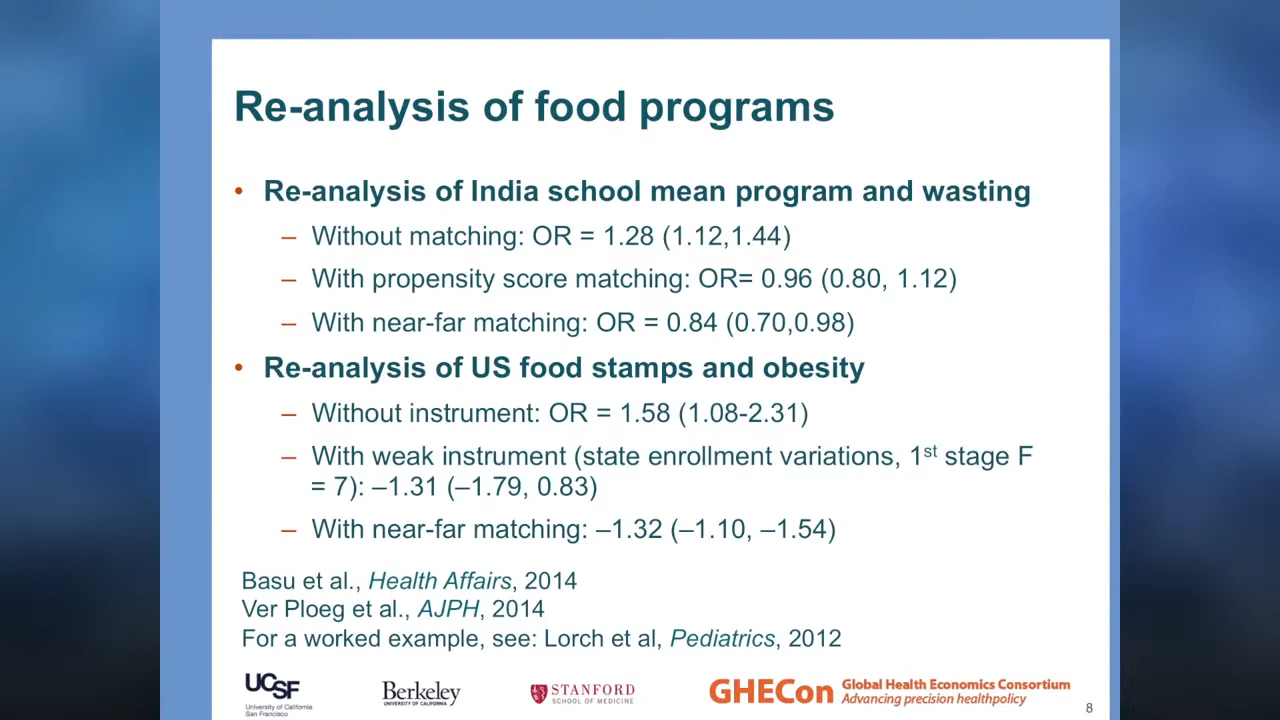 Re-analysis of food programs
• Re-analysis of India school mean program and wasting
– Without matching: OR = 1.28 (1.12,1.44)
– With propensity score matching: OR= 0.96 (0.80, 1.12)
– With near-far matching: OR = 0.84 (0.70,0.98)
• Re-analysis of US food stamps and obesity
– Without instrument: OR = 1.58 (1.08-2.31)
– With weak instrument (state enrollment variations, 1st stage F
= 7): –1.31 (–1.79, 0.83)
– With near-far matching: –1.32 (–1.10, –1.54)
Basu et al., Health Affairs, 2014
Ver Ploeg et al., AJPH, 2014
For a worked example, see: Lorch et al, Pediatrics, 2012
UCSF
University of California
San Francisco
Berkeley
UNIVERSITY OF CALIFORNIA
STANFORD
SCHOOL OF MEDICINE
GHECon
Global Health Economics Consortium
Advancing precision healthpolicy
8